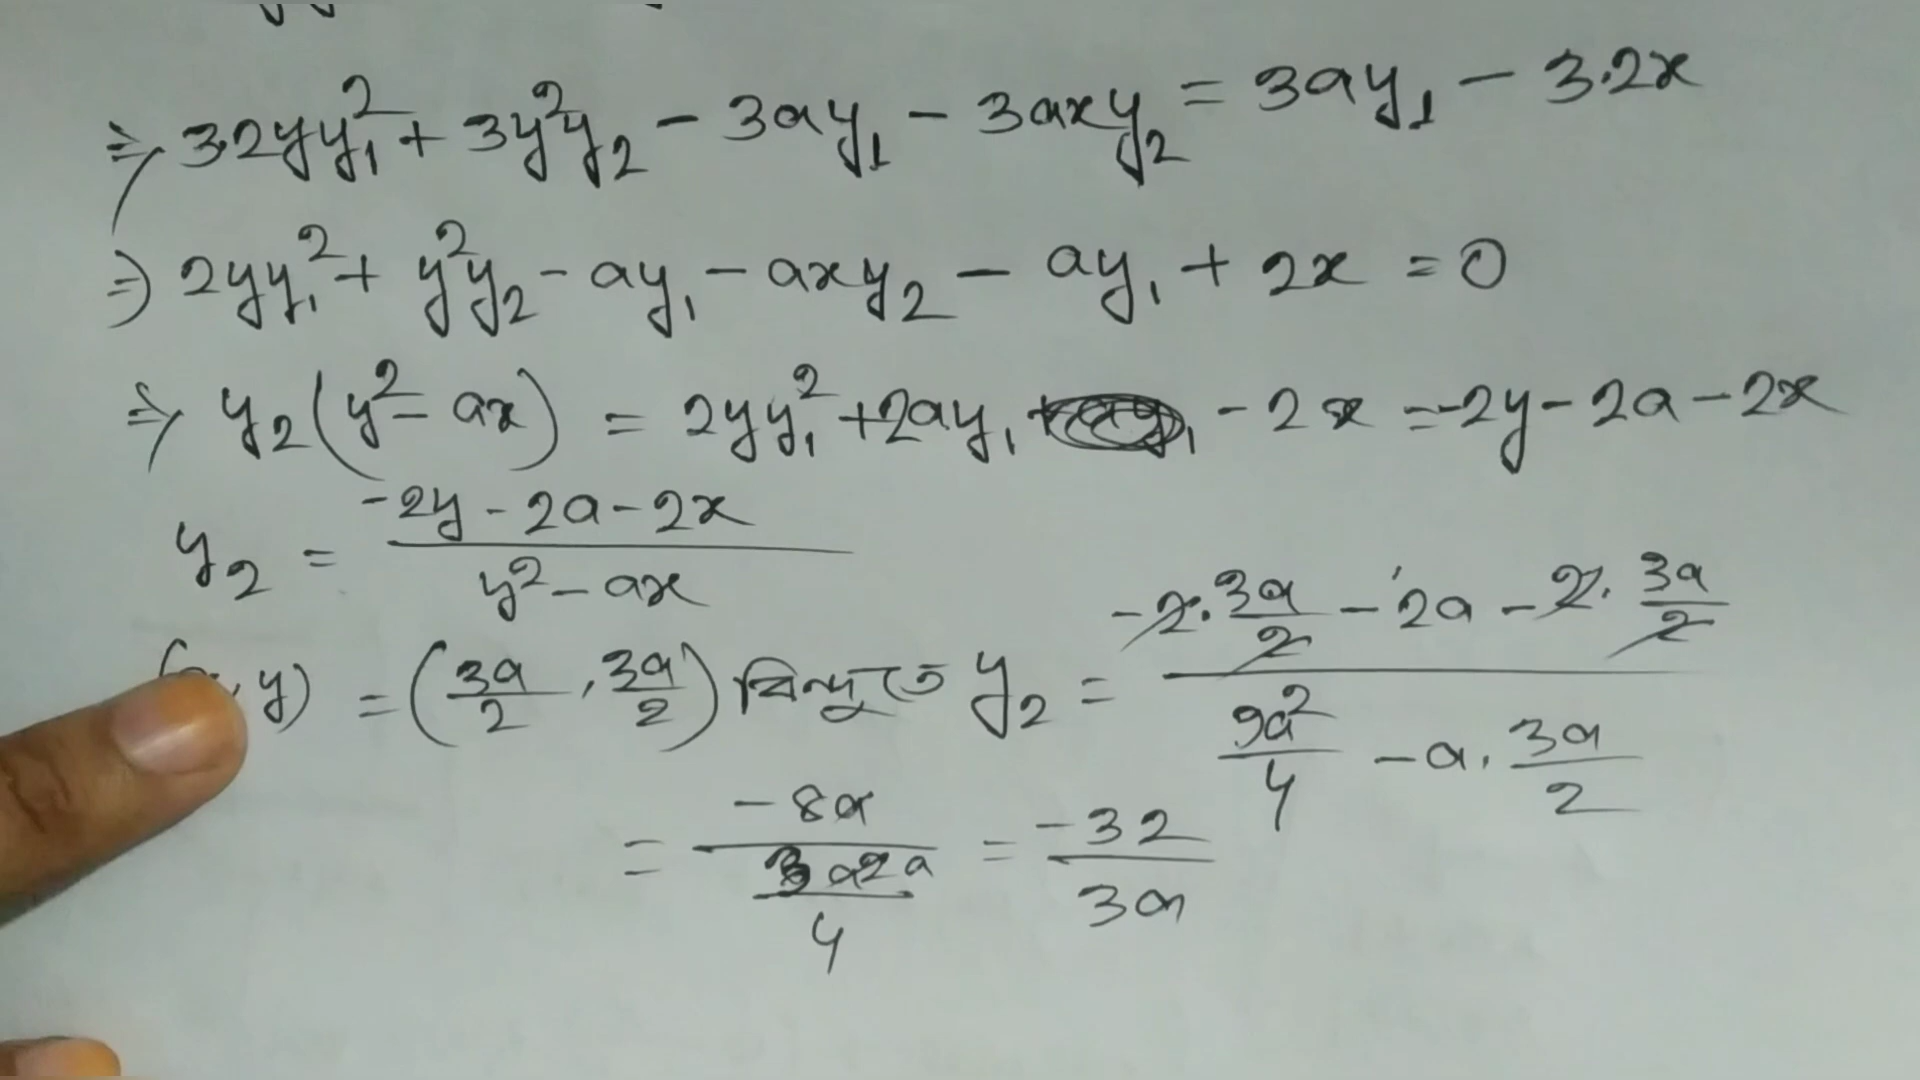 ⇒ 3.2yy₁² + 3y²y₂ - 3ay₁ - 3axy₂ = 3ay₁ - 3.2x
⇒ 2yy₁² + y²y₂ - ay₁ - axy₂ - ay₁ + 2x = 0
⇒ y₂(y² - ax) = 2yy₁² + 2ay₁ - 2x = -2y - 2a - 2x
y₂ = (-2y - 2a - 2x)/(y² - ax)
, y) = (3a/2, 3a/2) বিন্দুতে y₂ = (-2.3a/2 - 2a - 2.3a/2)/(9a²/4 - a.3a/2)
= -8a/(3a²/4) = -32/3a